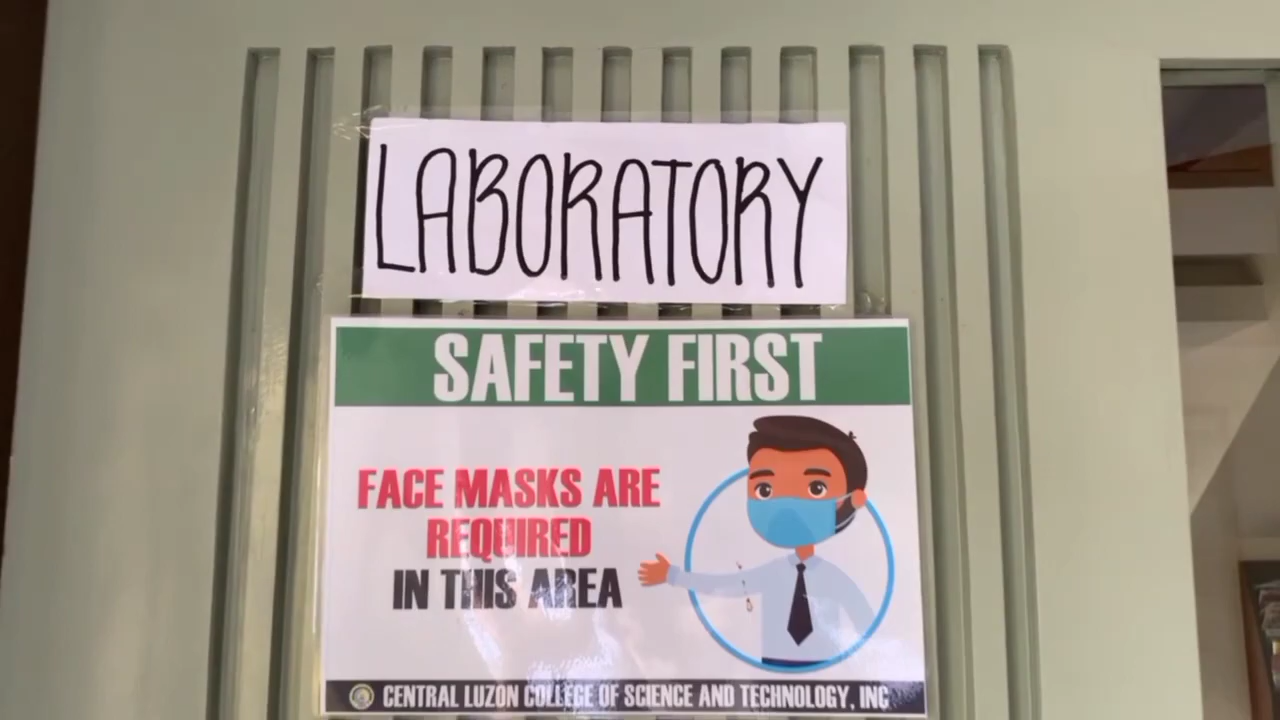 LABORATORY
SAFETY FIRST
FACE MASKS ARE
REQUIRED
IN THIS AREA
CENTRAL LUZON COLLEGE OF SCIENCE AND TECHNOLOGY, INC